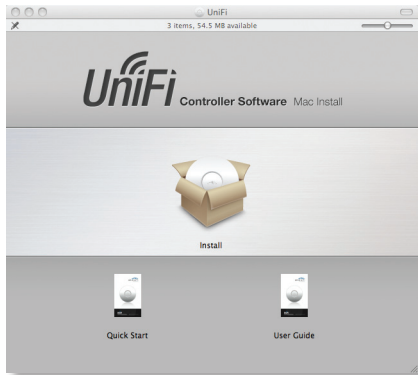 UniFi
3 items, 54.5 MB available
UniFi Controller Software Mac Install
Install
Quick Start User Guide